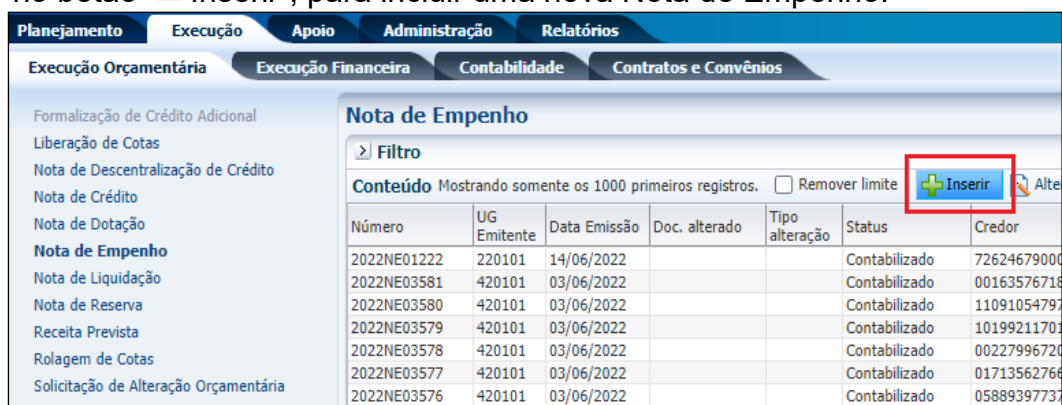 no botão "Inserir", para incluir uma nova Nota de Empenho.
Planejamento Execução Apoio Administração Relatórios
Execução Orçamentária Execução Financeira Contabilidade Contratos e Convênios
Formalização de Crédito Adicional
Liberação de Cotas
Nota de Descentralização de Crédito
Nota de Crédito
Nota de Dotação
Nota de Empenho
Nota de Liquidação
Nota de Reserva
Receita Prevista
Rolagem de Cotas
Solicitação de Alteração Orçamentária
Nota de Empenho
Filtro
Conteúdo Mostrando somente os 1000 primeiros registros. Remover limite Inserir Alte
Número UG Emitente Data Emissão Doc. alterado Tipo alteração Status Credor
2022NE01222 220101 14/06/2022 Contabilizado 72624679000
2022NE03581 420101 03/06/2022 Contabilizado 00163576718
2022NE03580 420101 03/06/2022 Contabilizado 11091054797
2022NE03579 420101 03/06/2022 Contabilizado 10199211701
2022NE03578 420101 03/06/2022 Contabilizado 00227996720
2022NE03577 420101 03/06/2022 Contabilizado 01713562766
2022NE03576 420101 03/06/2022 Contabilizado 05889397737